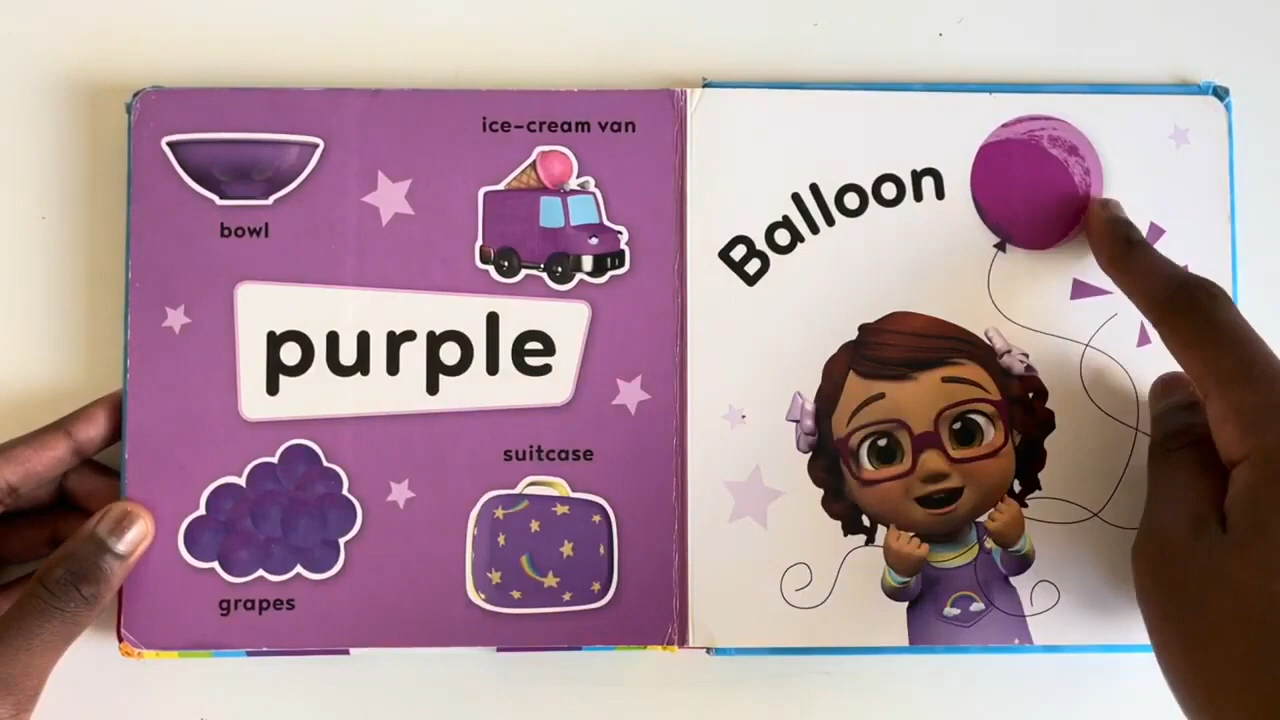 ice-cream van
bowl
purple
suitcase
grapes
Balloon